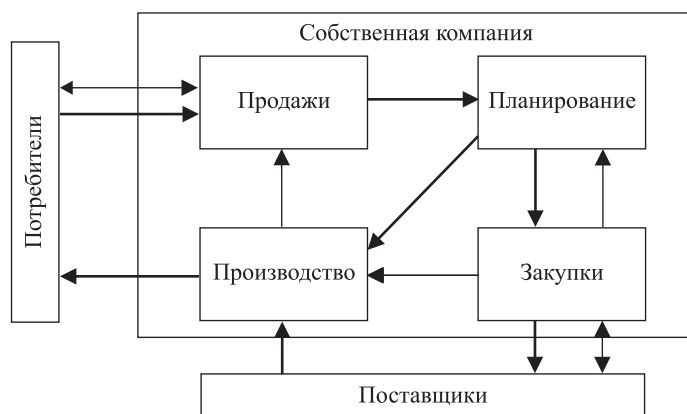 Собственная компания
Потребители
Продажи
Планирование
Производство
Закупки
Поставщики